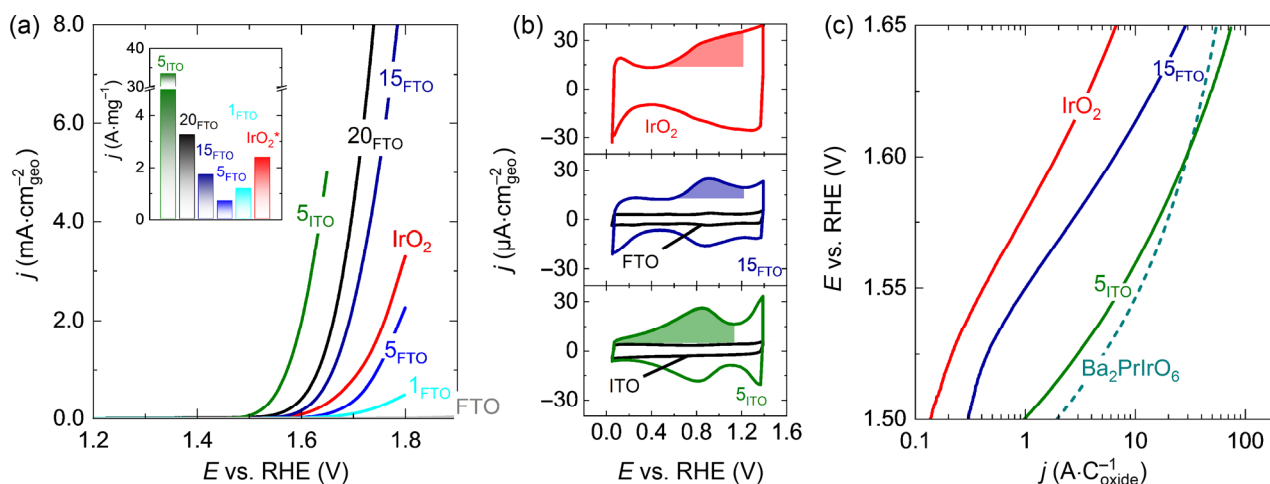 (a)
8.0
6.0
4.0
2.0
0.0
j (mA·cm⁻²geo)
1.2
1.4
1.6
1.8
E vs. RHE (V)
40
30
4
2
0
j (A·mg⁻¹)
5ITO
20FTO
15FTO
5FTO
1FTO
IrO₂*
15FTO
20FTO
5ITO
IrO₂
5FTO
1FTO
FTO
(b)
30
0
−30
IrO₂
30
0
−30
FTO
15FTO
30
0
−30
ITO
5ITO
j (µA·cm⁻²geo)
0.0
0.4
0.8
1.2
1.6
E vs. RHE (V)
(c)
1.65
1.60
1.55
1.50
E vs. RHE (V)
IrO₂
15FTO
5ITO
Ba₂PrIrO₆
0.1
1
10
100
j (A·C⁻¹oxide)